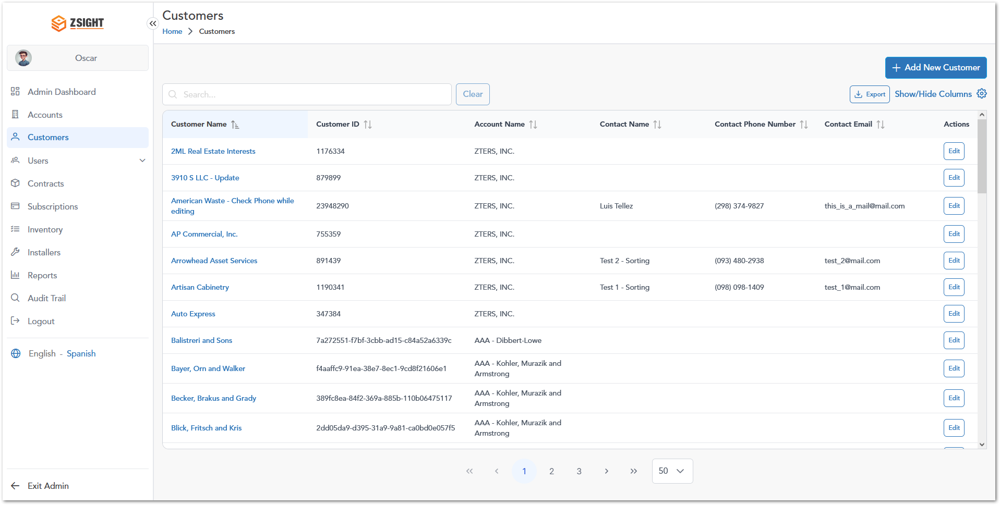 ZSIGHT
Oscar
Admin Dashboard
Accounts
Customers
Users
Contracts
Subscriptions
Inventory
Installers
Reports
Audit Trail
Logout
English - Spanish
Exit Admin
Customers
Home > Customers
+ Add New Customer
Search...
Clear
Export
Show/Hide Columns
Customer Name Customer ID Account Name Contact Name Contact Phone Number Contact Email Actions
2ML Real Estate Interests 1176334 ZTERS, INC. Edit
3910 S LLC - Update 879899 ZTERS, INC. Edit
American Waste - Check Phone while
editing 23948290 ZTERS, INC. Luis Tellez (298) 374-9827 this_is_a_mail@mail.com Edit
AP Commercial, Inc. 755359 ZTERS, INC. Edit
Arrowhead Asset Services 891439 ZTERS, INC. Test 2 - Sorting (093) 480-2938 test_2@mail.com Edit
Artisan Cabinetry 1190341 ZTERS, INC. Test 1 - Sorting (098) 098-1409 test_1@mail.com Edit
Auto Express 347384 ZTERS, INC. Edit
Balistreri and Sons 7a272551-f7bf-3cbb-ad15-c84a52a6339c AAA - Dibbert-Lowe Edit
Bayer, Orn and Walker f4aaffc9-91ea-38e7-8ec1-9cd8f21606e1 AAA - Kohler, Murazik and
Armstrong Edit
Becker, Brakus and Grady 389fc8ea-84f2-369a-885b-110b06475117 AAA - Kohler, Murazik and
Armstrong Edit
Blick, Fritsch and Kris 2dd05da9-d395-31a9-9a81-ca0bd0e057f5 AAA - Kohler, Murazik and
Armstrong Edit
« ‹ 1 2 3 › » 50